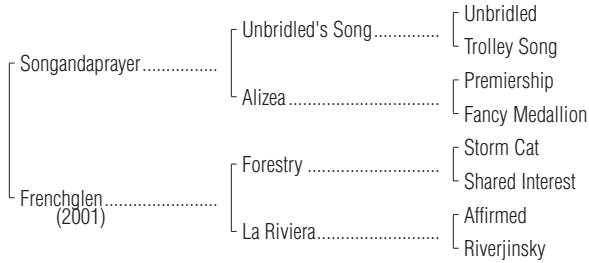 Unbridled
Unbridled's Song..............
Trolley Song
Songandaprayer................
Premiership
Alizea................................
Fancy Medallion
Storm Cat
Forestry ............................
Shared Interest
Frenchglen........................
(2001)
Affirmed
La Riviera..........................
Riverjinsky